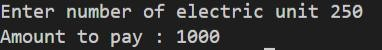 Enter number of electric unit 250
Amount to pay : 1000